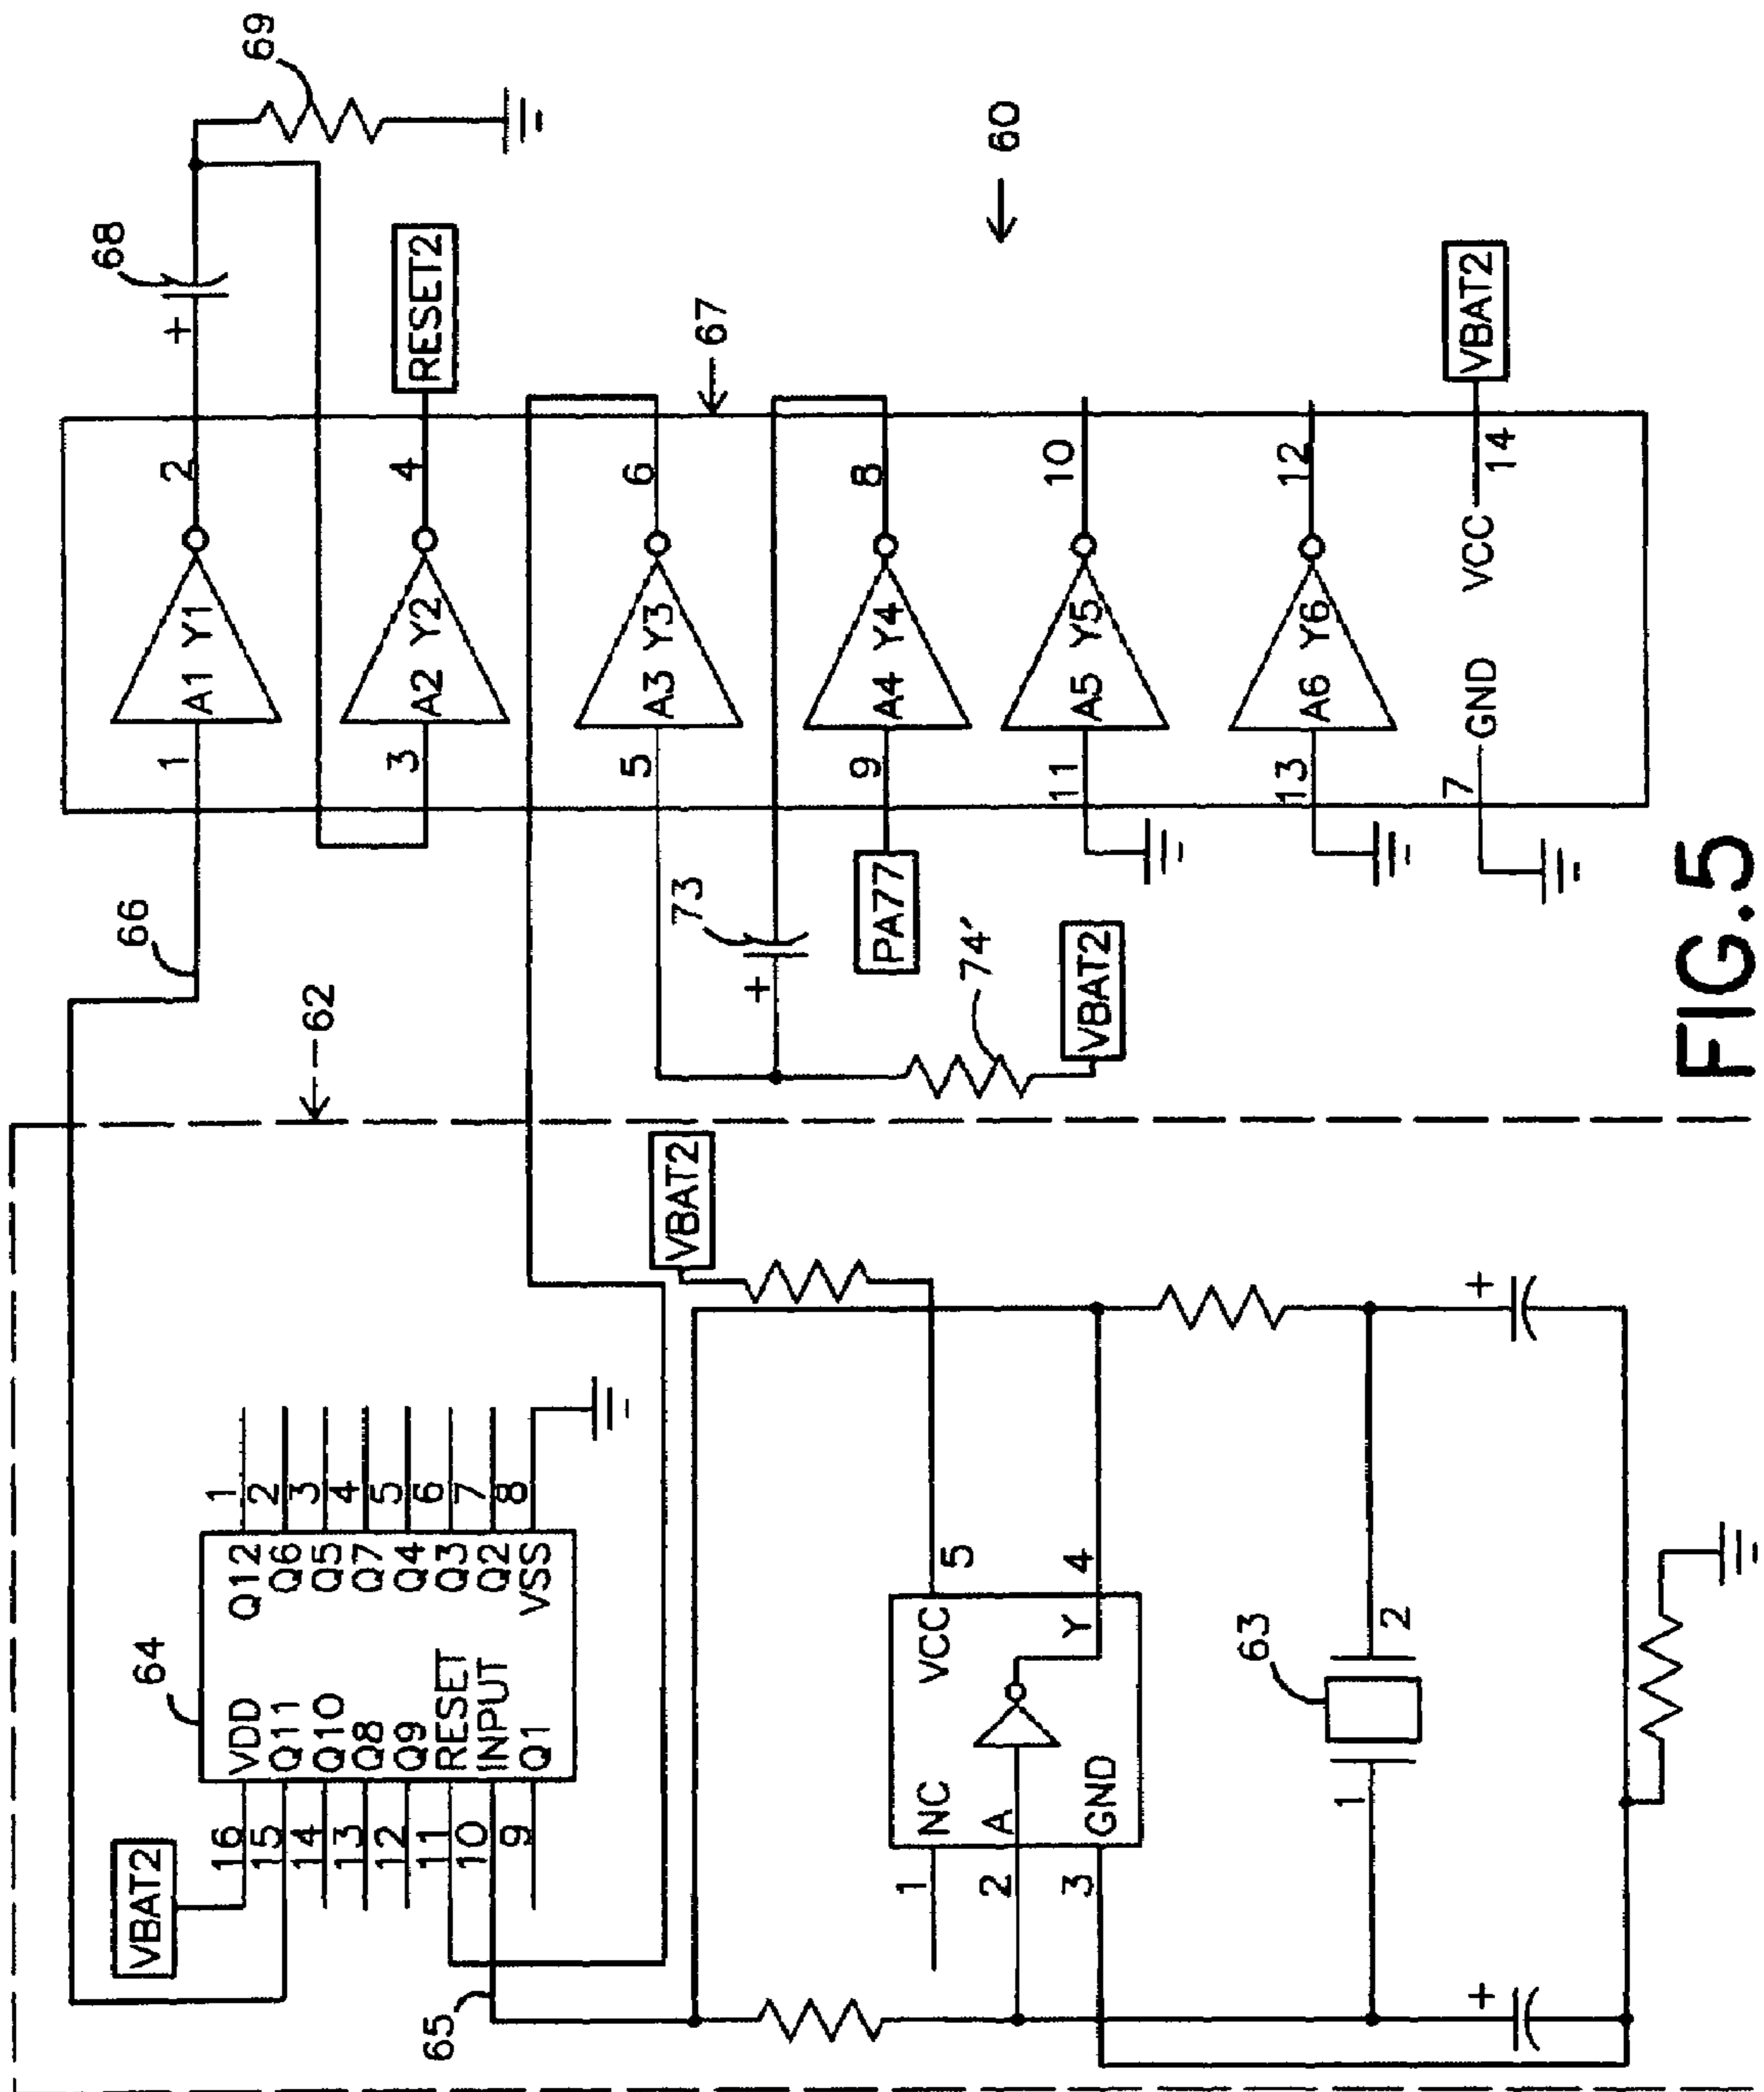 62
66
68
69
VBAT2
64
16 VDD Q12 1
15 Q11 Q6 2
14 Q10 Q5 3
13 Q8 Q7 4
12 Q9 Q4 5
11 RESET Q3 6
10 INPUT Q2 7
9 Q1 VSS 8
65
VBAT2
1 NC VCC 5
2 A
3 GND Y 4
63
1 2
+
+
1 A1 Y1 2
+
3 A2 Y2 4
RESET2
5 A3 Y3 6
67
73
+
PA77
9 A4 Y4 8
74'
VBAT2
11 A5 Y5 10
13 A6 Y6 12
7 GND VCC 14
VBAT2
60
FIG.5